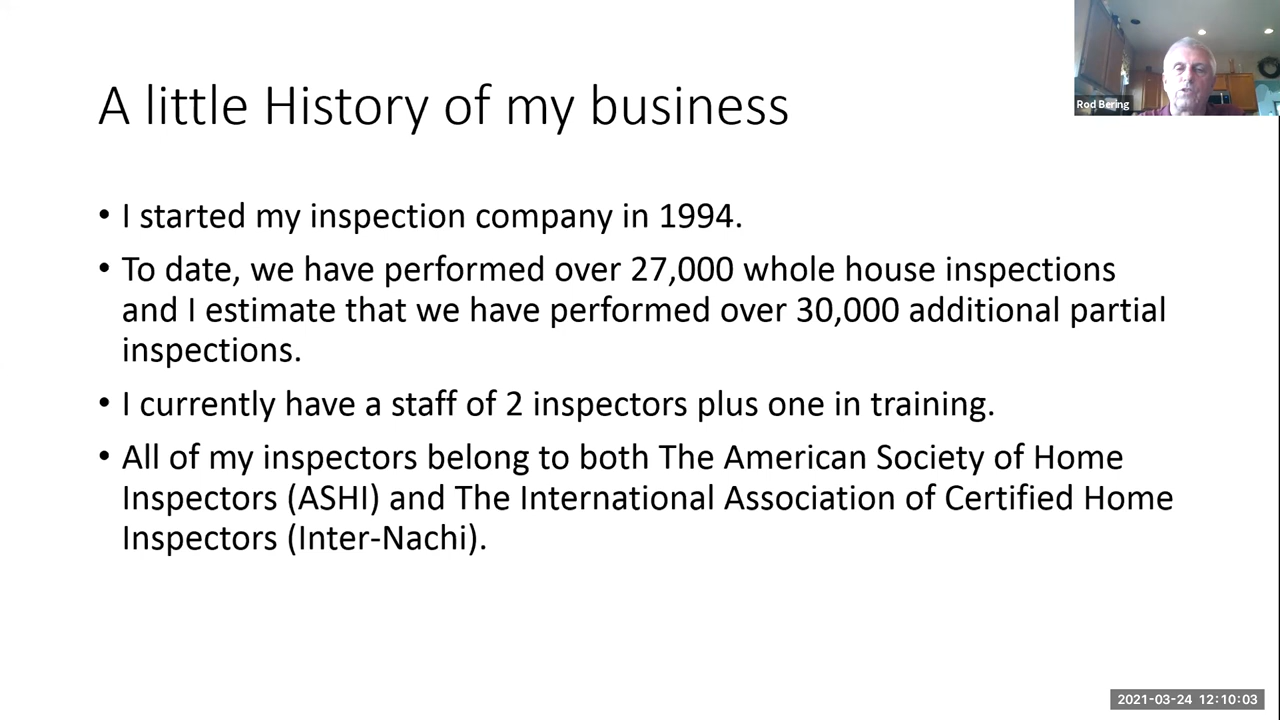 A little History of my business
Rod Bering
• I started my inspection company in 1994.
• To date, we have performed over 27,000 whole house inspections
and I estimate that we have performed over 30,000 additional partial
inspections.
• I currently have a staff of 2 inspectors plus one in training.
• All of my inspectors belong to both The American Society of Home
Inspectors (ASHI) and The International Association of Certified Home
Inspectors (Inter-Nachi).
2021-03-24 12:10:03